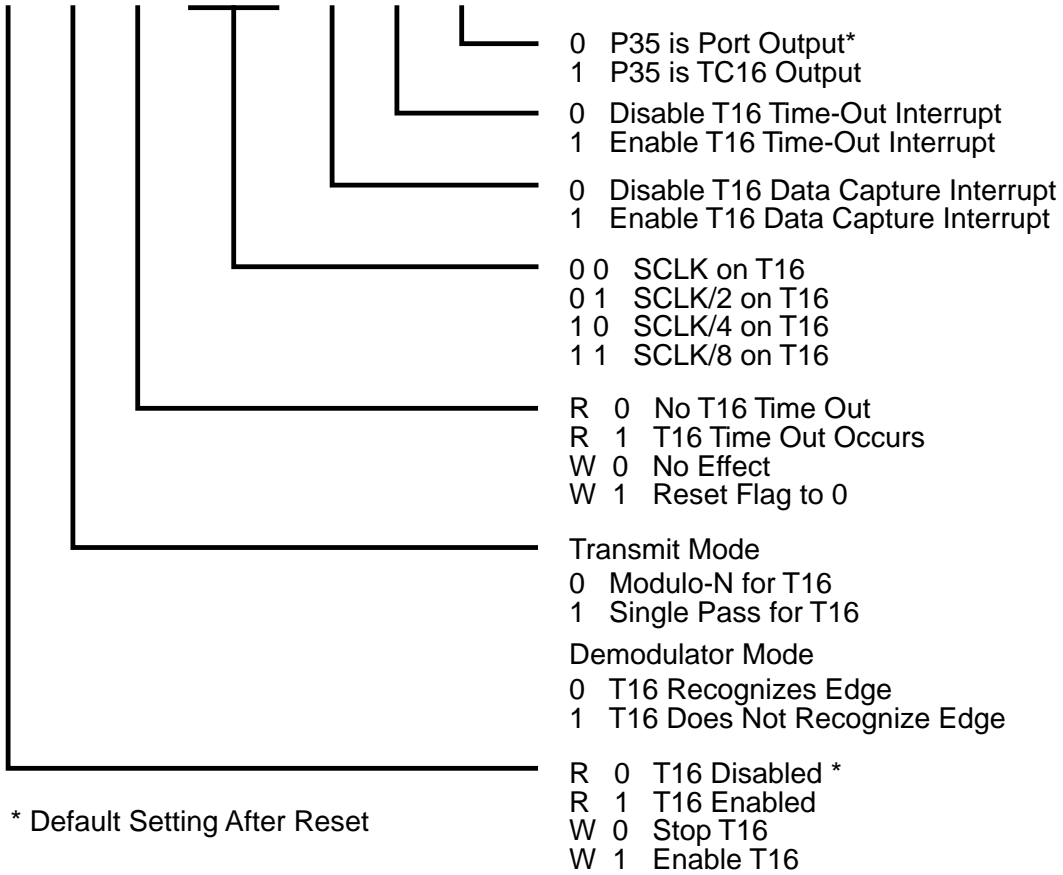 0 P35 is Port Output*
1 P35 is TC16 Output
0 Disable T16 Time-Out Interrupt
1 Enable T16 Time-Out Interrupt
0 Disable T16 Data Capture Interrupt
1 Enable T16 Data Capture Interrupt
0 0 SCLK on T16
0 1 SCLK/2 on T16
1 0 SCLK/4 on T16
1 1 SCLK/8 on T16
R 0 No T16 Time Out
R 1 T16 Time Out Occurs
W 0 No Effect
W 1 Reset Flag to 0
Transmit Mode
0 Modulo-N for T16
1 Single Pass for T16
Demodulator Mode
0 T16 Recognizes Edge
1 T16 Does Not Recognize Edge
R 0 T16 Disabled *
R 1 T16 Enabled
W 0 Stop T16
W 1 Enable T16
* Default Setting After Reset